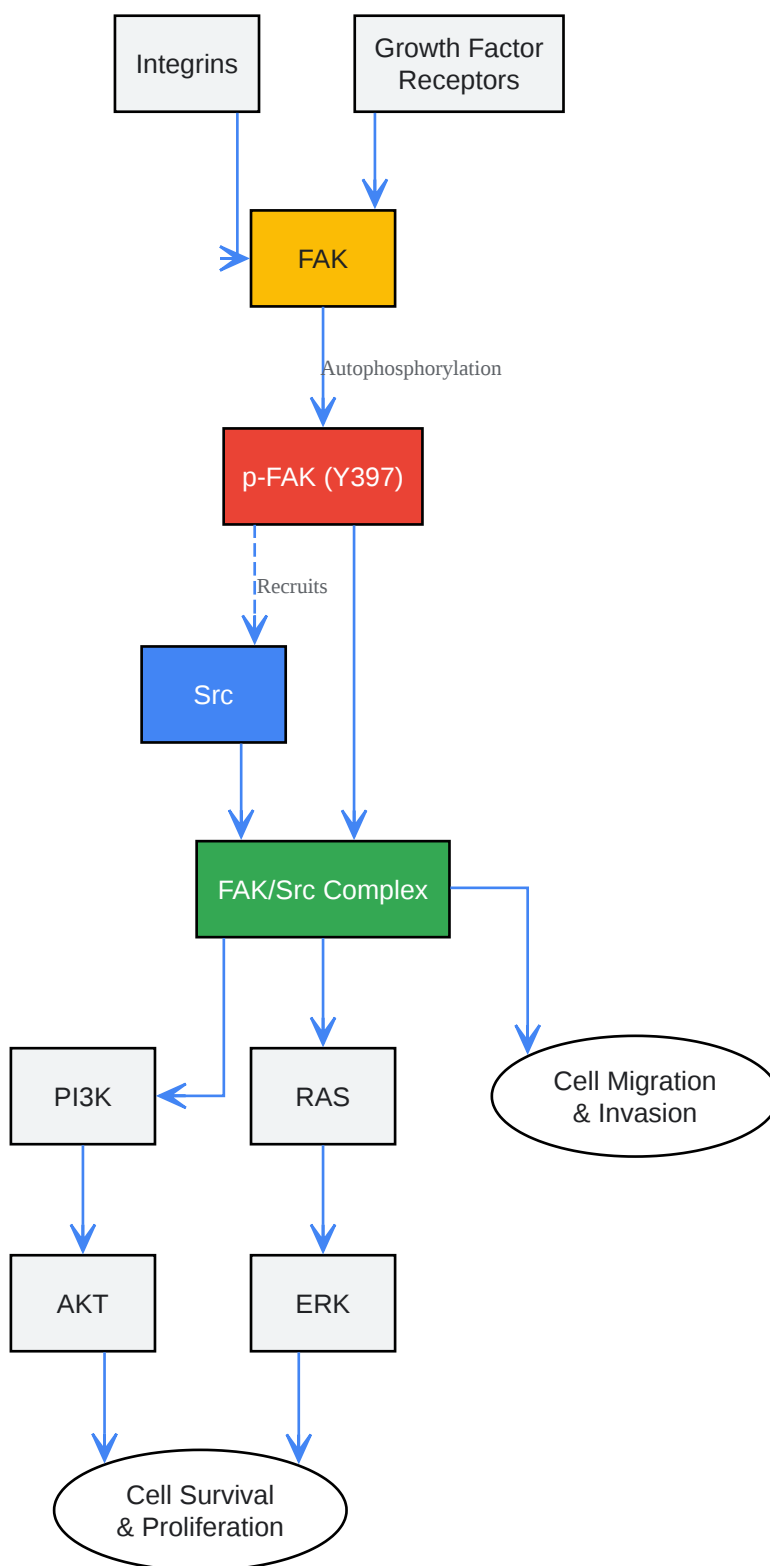 Integrins
Growth Factor
Receptors
FAK
Autophosphorylation
p-FAK (Y397)
Recruits
Src
FAK/Src Complex
PI3K
RAS
Cell Migration
& Invasion
AKT
ERK
Cell Survival
& Proliferation